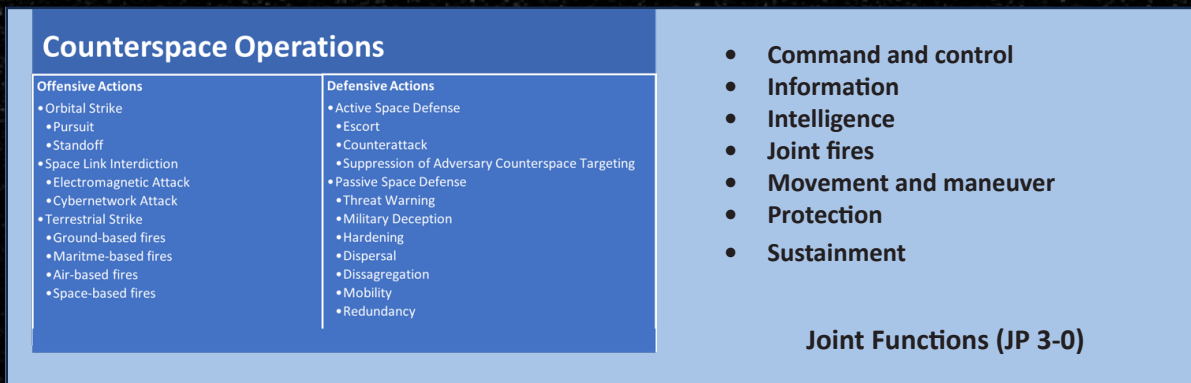 Counterspace Operations
Offensive Actions
•Orbital Strike
•Pursuit
•Standoff
•Space Link Interdiction
•Electromagnetic Attack
•Cybernetwork Attack
•Terrestrial Strike
•Ground-based fires
•Maritme-based fires
•Air-based fires
•Space-based fires
Defensive Actions
•Active Space Defense
•Escort
•Counterattack
•Suppression of Adversary Counterspace Targeting
•Passive Space Defense
•Threat Warning
•Military Deception
•Hardening
•Dispersal
•Dissagregation
•Mobility
•Redundancy
• Command and control
• Information
• Intelligence
• Joint fires
• Movement and maneuver
• Protection
• Sustainment
Joint Functions (JP 3-0)